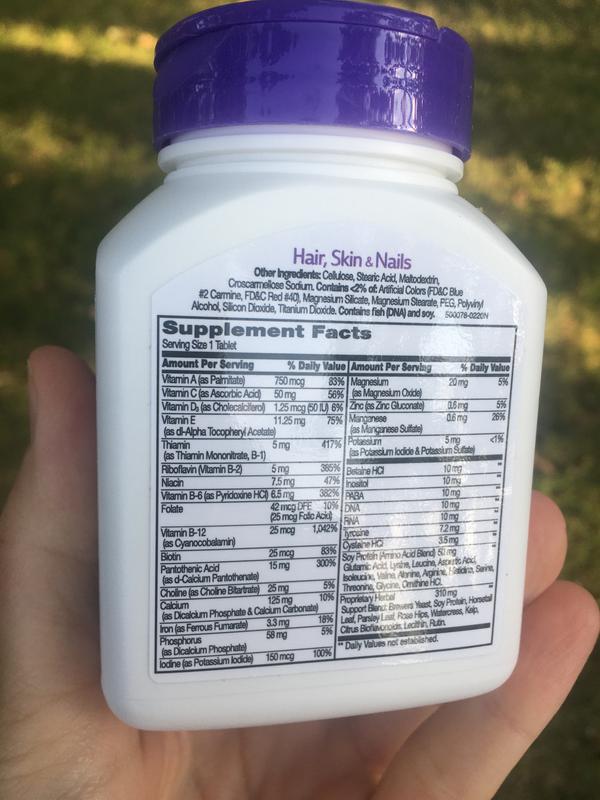 Hair, Skin & Nails
Other Ingredients: Cellulose, Stearic Acid, Maltodextrin,
Croscarmellose Sodium. Contains <2% of: Artificial Colors (FD&C Blue
#2 Carmine, FD&C Red #40), Magnesium Silicate, Magnesium Stearate, PEG, Polyvinyl
Alcohol, Silicon Dioxide, Titanium Dioxide. Contains fish (DNA) and soy. 500078-0220N
Supplement Facts
Serving Size 1 Tablet
Amount Per Serving % Daily Value
Vitamin A (as Palmitate) 750 mcg 83%
Vitamin C (as Ascorbic Acid) 50 mg 56%
Vitamin D3 (as Cholecalciferol) 1.25 mcg (50 IU) 6%
Vitamin E 11.25 mg 75%
(as dl-Alpha Tocopheryl Acetate)
Thiamin 5 mg 417%
(as Thiamin Mononitrate, B-1)
Riboflavin (Vitamin B-2) 5 mg 385%
Niacin 7.5 mg 47%
Vitamin B-6 (as Pyridoxine HCl) 6.5 mg 382%
Folate 42 mcg DFE 10%
(25 mcg Folic Acid)
Vitamin B-12 25 mcg 1,042%
(as Cyanocobalamin)
Biotin 25 mcg 83%
Pantothenic Acid 15 mg 300%
(as d-Calcium Pantothenate)
Choline (as Choline Bitartrate) 25 mg 5%
Calcium 125 mg 10%
(as Dicalcium Phosphate & Calcium Carbonate)
Iron (as Ferrous Fumarate) 3.3 mg 18%
Phosphorus 58 mg 5%
(as Dicalcium Phosphate)
Iodine (as Potassium Iodide) 150 mcg 100%
Amount Per Serving % Daily Value
Magnesium 20 mg 5%
(as Magnesium Oxide)
Zinc (as Zinc Gluconate) 0.6 mg 5%
Manganese 0.6 mg 26%
(as Manganese Sulfate)
Potassium 5 mg <1%
(as Potassium Iodide & Potassium Sulfate)
Betaine HCl 10 mg **
Inositol 10 mg **
PABA 10 mg **
DNA 10 mg **
RNA 10 mg **
Tyrosine 7.2 mg **
Cysteine HCl 3.5 mg **
Soy Protein (Amino Acid Blend) 50 mg **
Glutamic Acid, Lysine, Leucine, Aspartic Acid,
Isoleucine, Valine, Alanine, Arginine, Histidine, Serine,
Threonine, Glycine, Ornithine HCl.
Proprietary Herbal 310 mg **
Support Blend: Brewers Yeast, Soy Protein, Horsetail
Leaf, Parsley Leaf, Rose Hips, Watercress, Kelp,
Citrus Bioflavonoids, Lecithin, Rutin.
** Daily Values not established.